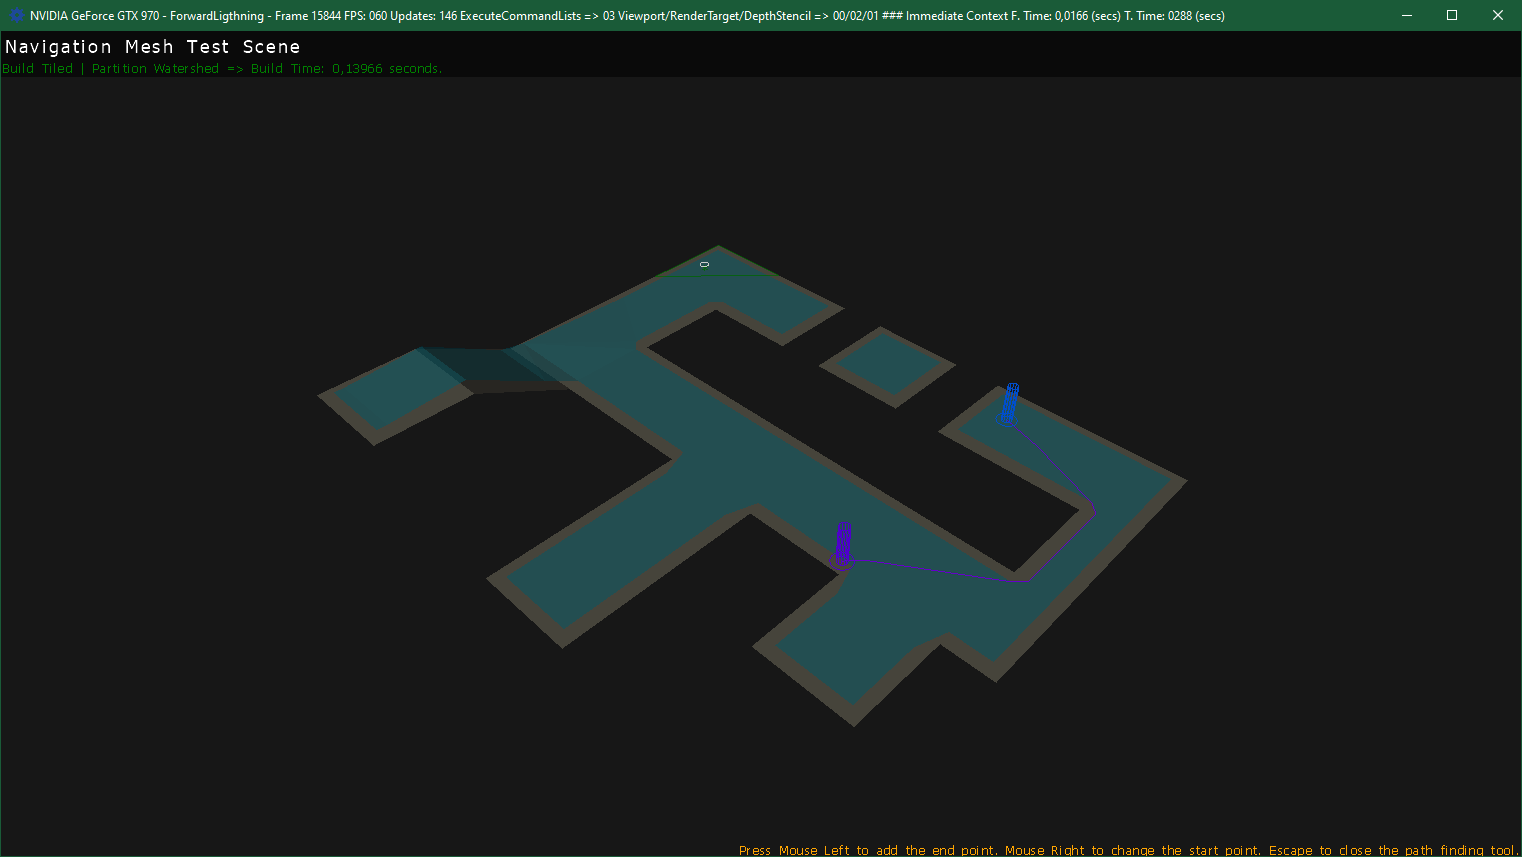 NVIDIA GeForce GTX 970 - ForwardLigthning - Frame 15844 FPS: 060 Updates: 146 ExecuteCommandLists => 03 Viewport/RenderTarget/DepthStencil => 00/02/01 ### Immediate Context F. Time: 0,0166 (secs) T. Time: 0288 (secs)
Navigation Mesh Test Scene
Build Tiled | Partition Watershed => Build Time: 0,13966 seconds.
Press Mouse Left to add the end point. Mouse Right to change the start point. Escape to close the path finding tool.